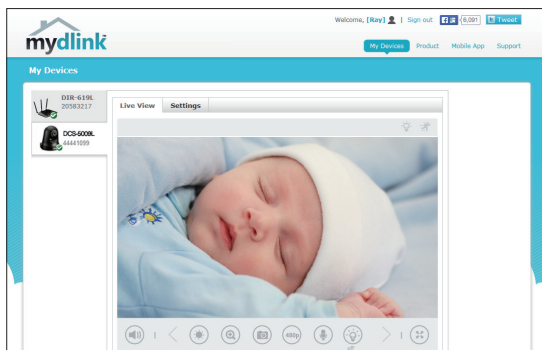 Welcome, [Ray] | Sign out 讚 6,091 Tweet
mydlink
My Devices Product Mobile App Support
My Devices
DIR-619L
20583217
DCS-5009L
44441099
Live View Settings
480p